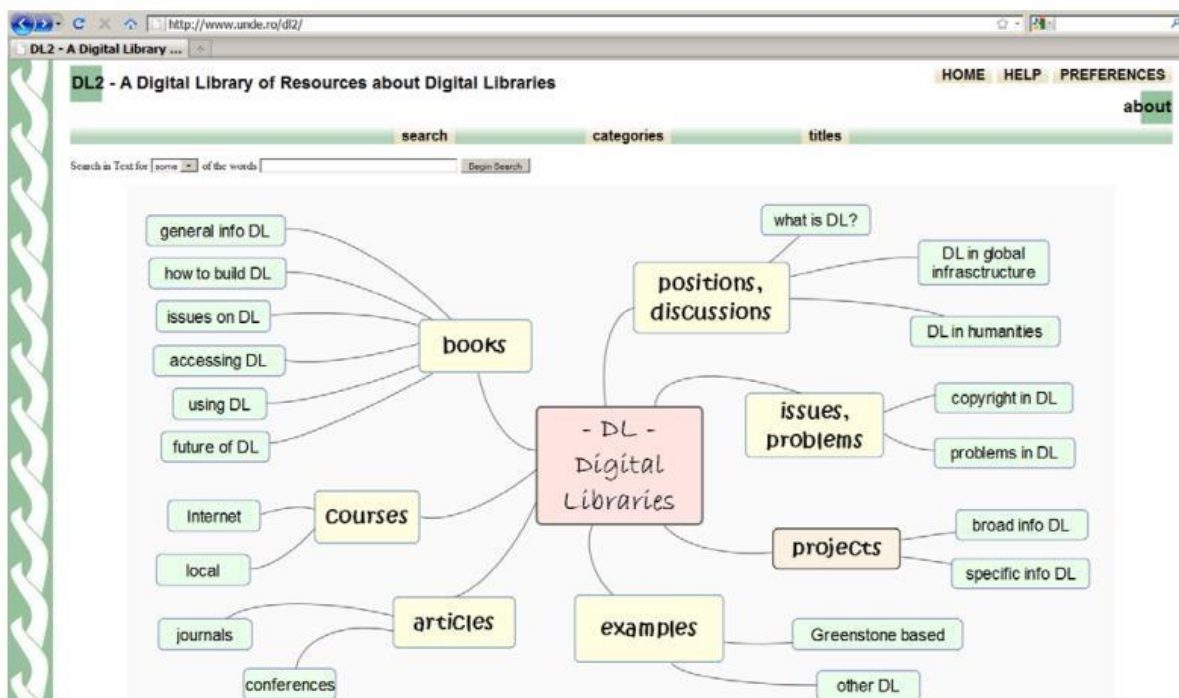 http://www.unde.ro/dl2/
DL2 - A Digital Library ...
DL2 - A Digital Library of Resources about Digital Libraries
HOME HELP PREFERENCES
about
search categories titles
Search in Text for some of the words Begin Search
general info DL
how to build DL
issues on DL
accessing DL
using DL
future of DL
books
Internet
local
courses
journals
conferences
articles
- DL -
Digital
Libraries
what is DL?
DL in global
infrasctructure
DL in humanities
positions,
discussions
copyright in DL
problems in DL
issues,
problems
broad info DL
specific info DL
projects
Greenstone based
other DL
examples